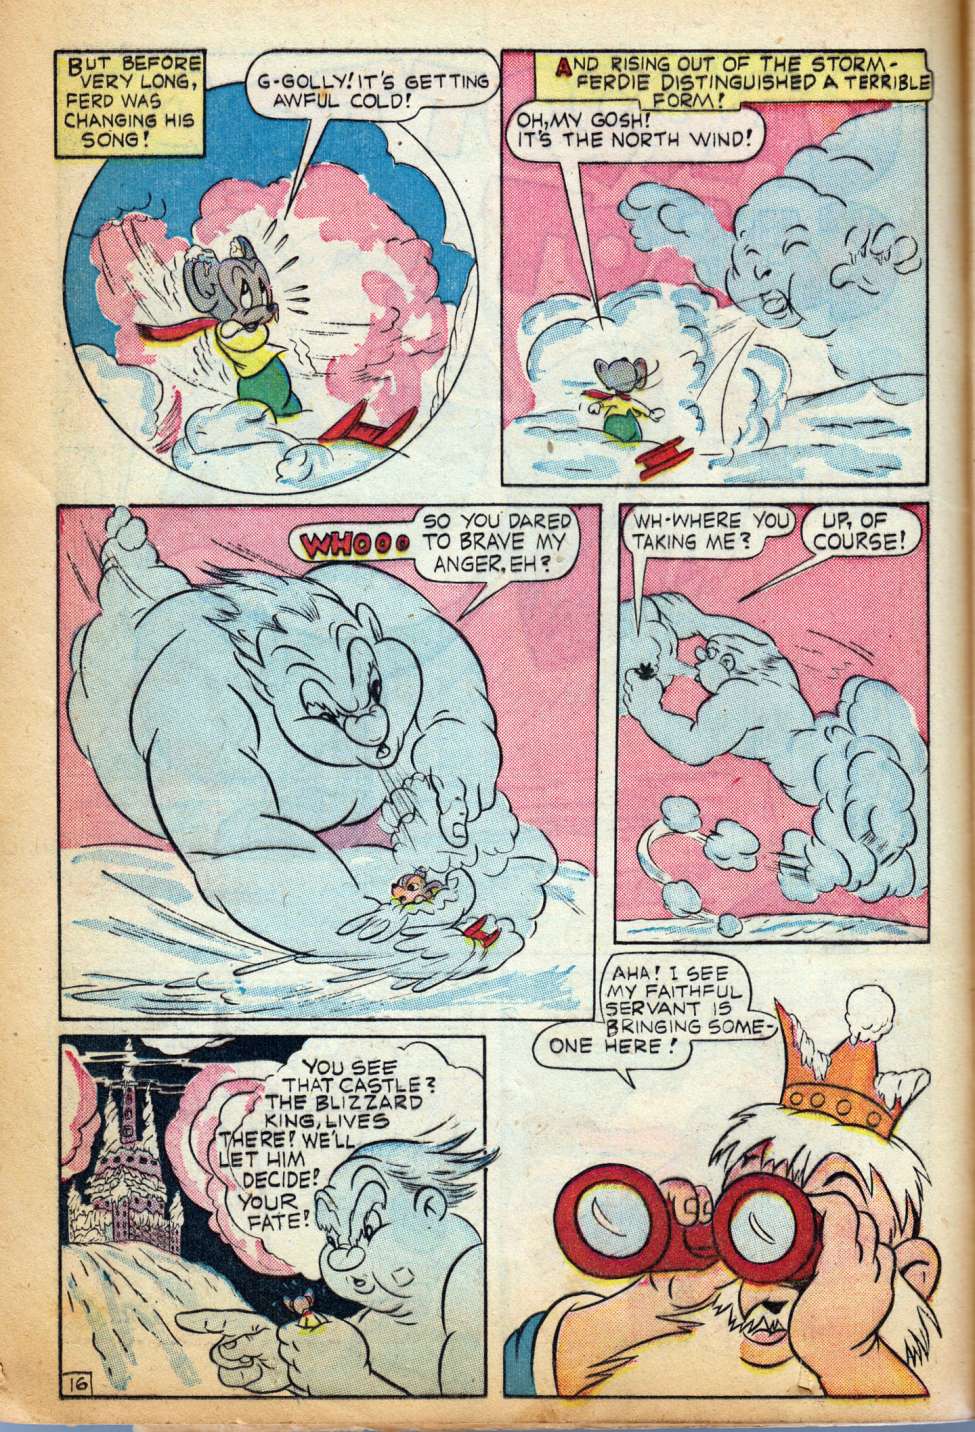 BUT BEFORE
VERY LONG,
FERD WAS
CHANGING HIS
SONG!
G-GOLLY! IT'S GETTING
AWFUL COLD!
AND RISING OUT OF THE STORM-
FERDIE DISTINGUISHED A TERRIBLE
FORM!
OH, MY GOSH!
IT'S THE NORTH WIND!
WHOOO
SO YOU DARED
TO BRAVE MY
ANGER, EH?
WH-WHERE YOU
TAKING ME?
UP, OF
COURSE!
YOU SEE
THAT CASTLE?
THE BLIZZARD
KING, LIVES
THERE! WE'LL
LET HIM
DECIDE!
YOUR
FATE!
AHA! I SEE
MY FAITHFUL
SERVANT IS
BRINGING SOME-
ONE HERE!
16